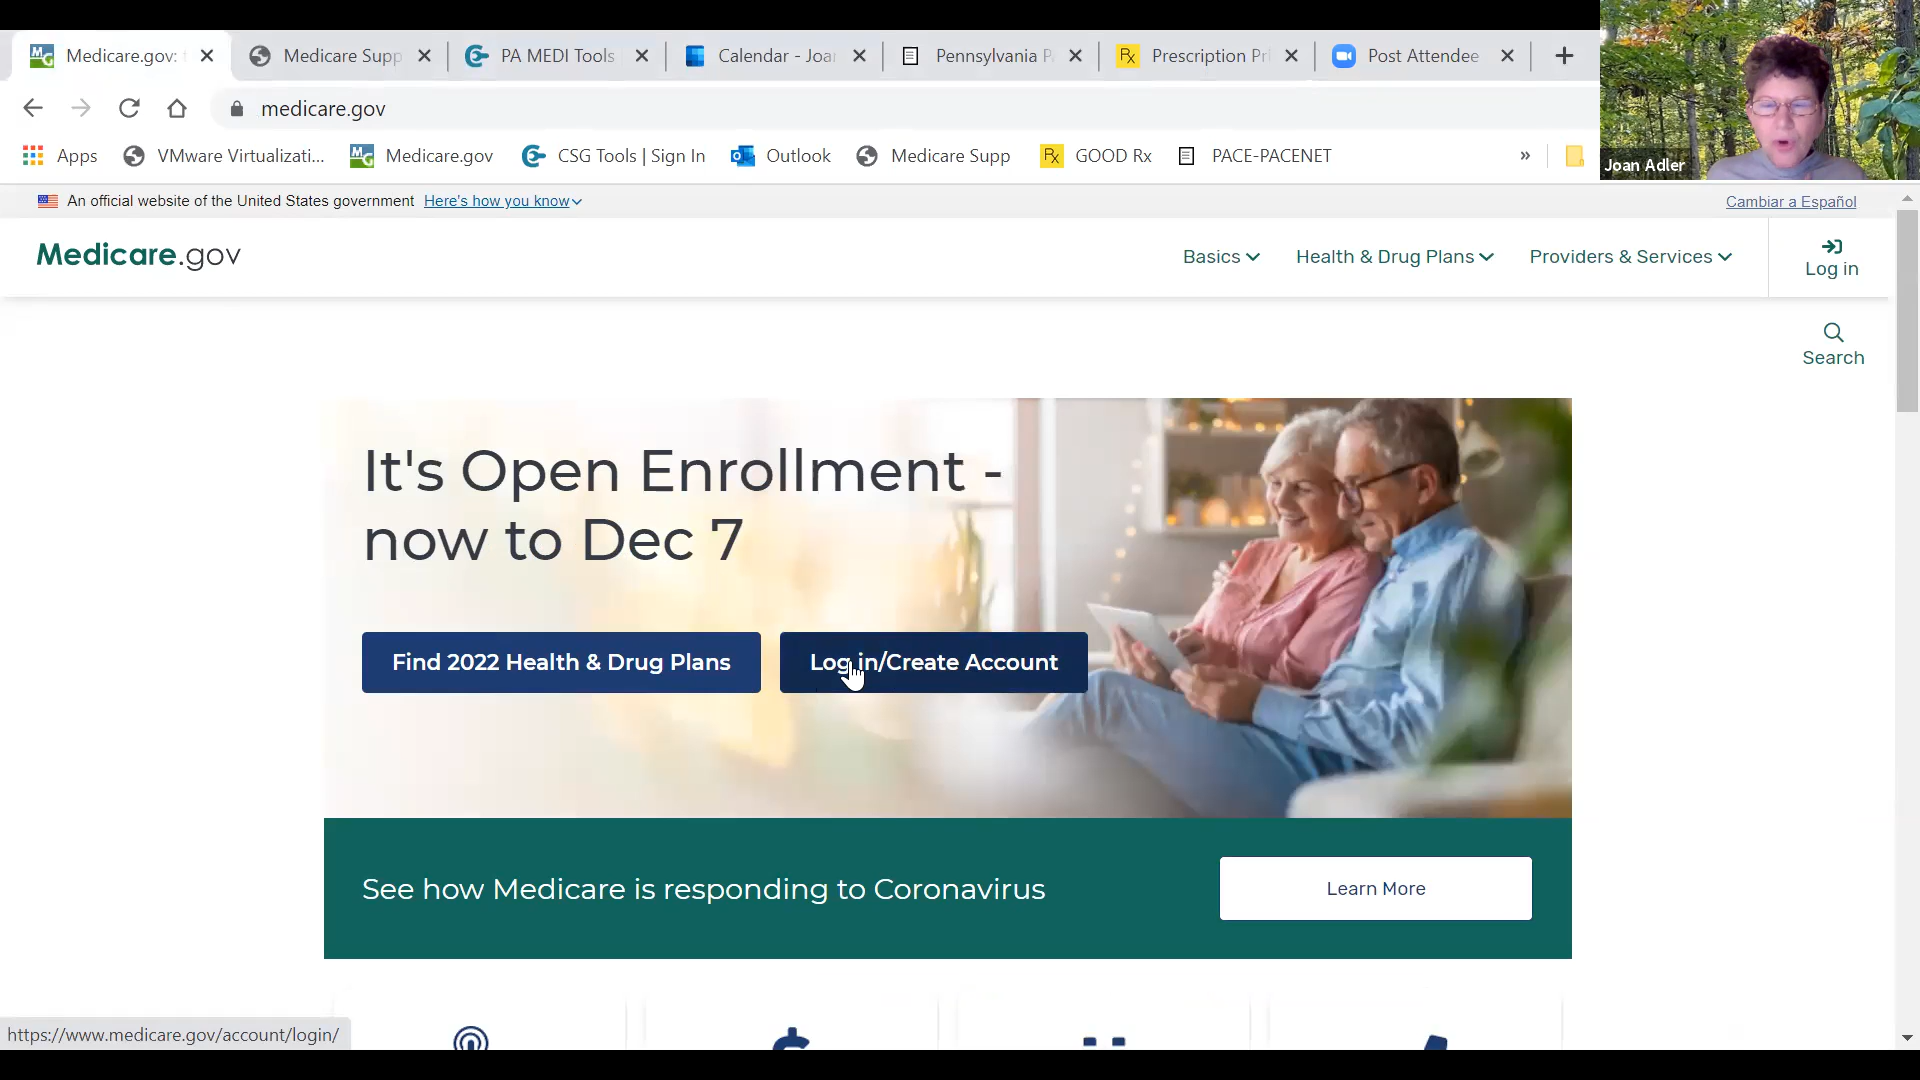 Medicare.gov: t
Medicare Supp
PA MEDI Tools
Calendar - Joan
Pennsylvania PA
Prescription Pri
Post Attendee
medicare.gov
Apps
VMware Virtualizati...
Medicare.gov
CSG Tools | Sign In
Outlook
Medicare Supp
Rx
GOOD Rx
PACE-PACENET
»
Joan Adler
An official website of the United States government Here's how you know
Cambiar a Español
Medicare.gov
Basics
Health & Drug Plans
Providers & Services
Log in
Search
It's Open Enrollment -
now to Dec 7
Find 2022 Health & Drug Plans
Log in/Create Account
See how Medicare is responding to Coronavirus
Learn More
https://www.medicare.gov/account/login/